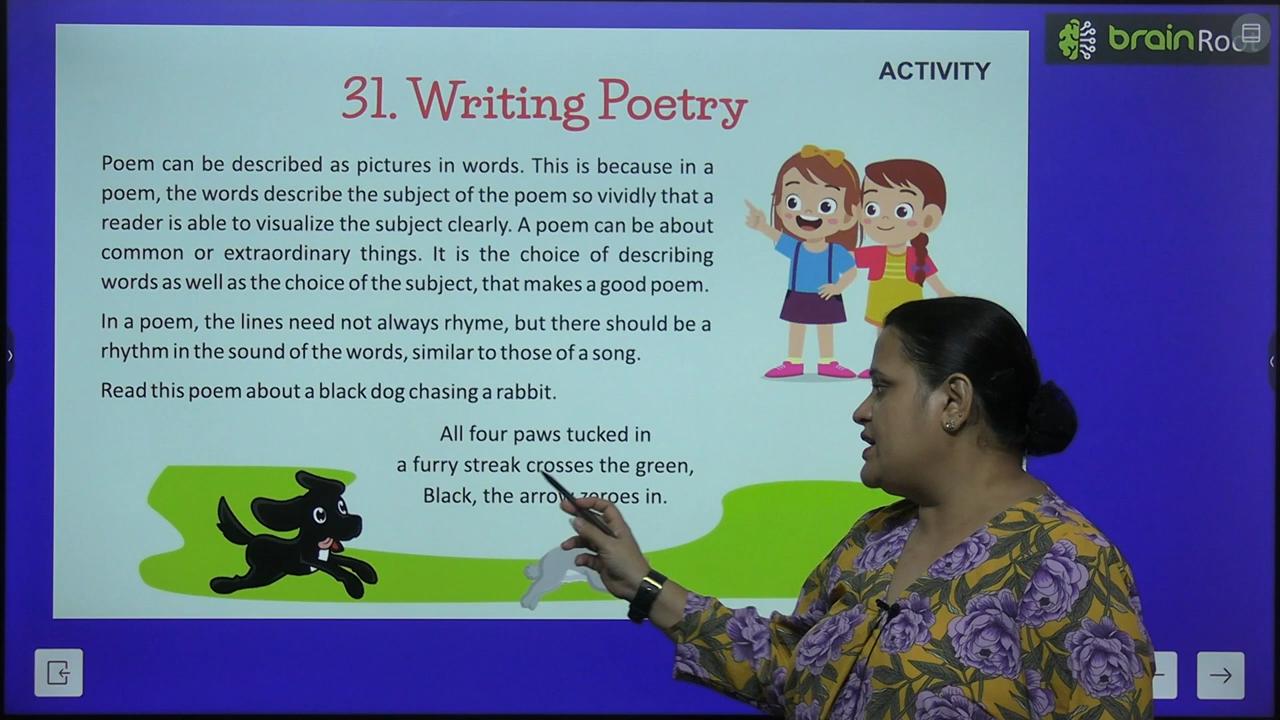 brainRoot
ACTIVITY
31. Writing Poetry
Poem can be described as pictures in words. This is because in a
poem, the words describe the subject of the poem so vividly that a
reader is able to visualize the subject clearly. A poem can be about
common or extraordinary things. It is the choice of describing
words as well as the choice of the subject, that makes a good poem.
In a poem, the lines need not always rhyme, but there should be a
rhythm in the sound of the words, similar to those of a song.
Read this poem about a black dog chasing a rabbit.
All four paws tucked in
a furry streak crosses the green,
Black, the arrow zeroes in.